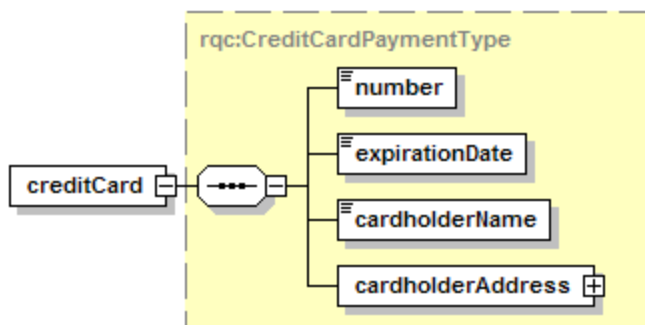 rqc:CreditCardPaymentType
number
expirationDate
creditCard
cardholderName
cardholderAddress